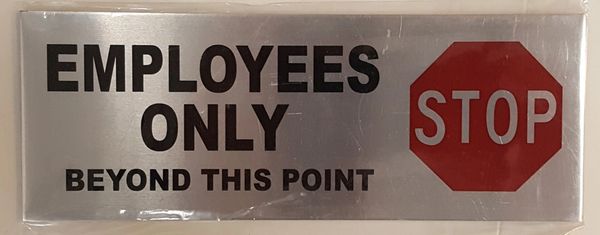 EMPLOYEES
ONLY
BEYOND THIS POINT
STOP